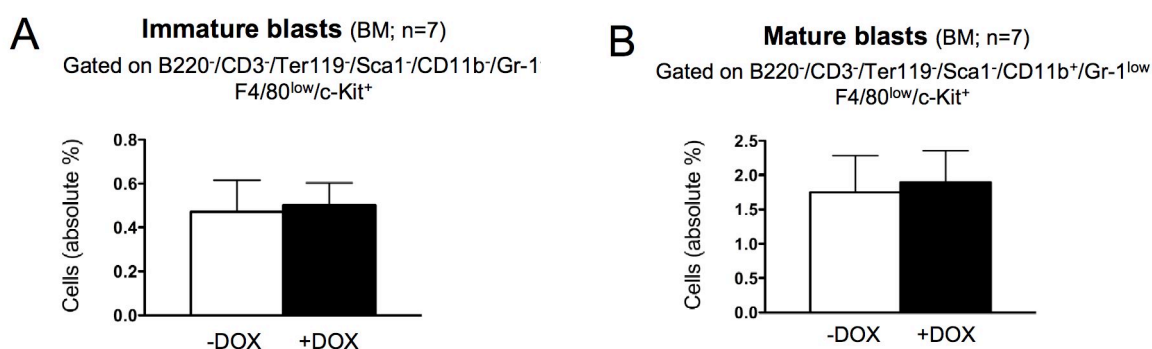 A
Immature blasts (BM; n=7)
Gated on B220⁻/CD3⁻/Ter119⁻/Sca1⁻/CD11b⁻/Gr-1
F4/80ˡᵒʷ/c-Kit⁺
Cells (absolute %)
0.8
0.6
0.4
0.2
0.0
-DOX +DOX
B
Mature blasts (BM; n=7)
Gated on B220⁻/CD3⁻/Ter119⁻/Sca1⁻/CD11b⁺/Gr-1ˡᵒʷ
F4/80ˡᵒʷ/c-Kit⁺
Cells (absolute %)
2.5
2.0
1.5
1.0
0.5
0.0
-DOX +DOX